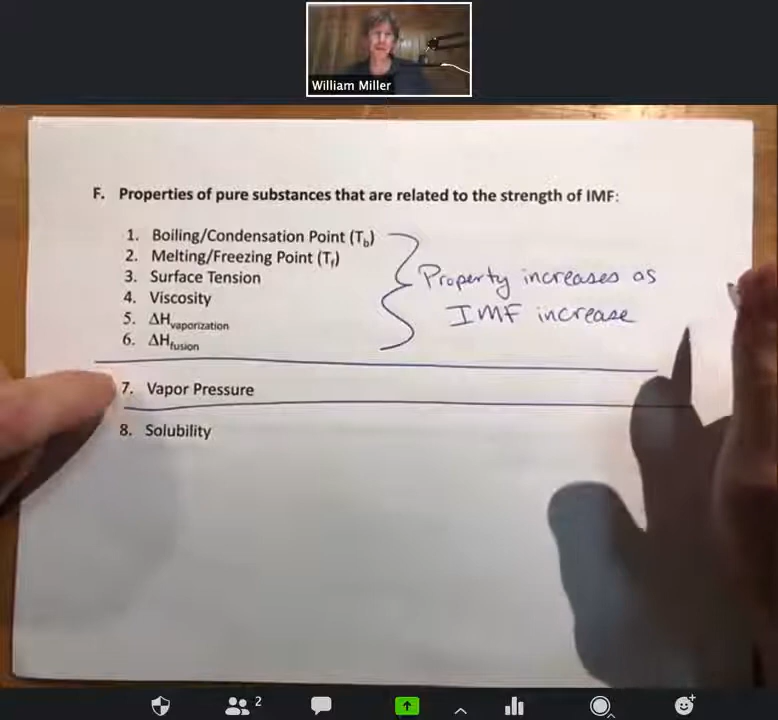 William Miller
F. Properties of pure substances that are related to the strength of IMF:
1. Boiling/Condensation Point (Tb)
2. Melting/Freezing Point (Tf)
3. Surface Tension
4. Viscosity
5. ΔHvaporization
6. ΔHfusion
Property increases as
IMF increase
7. Vapor Pressure
8. Solubility
2